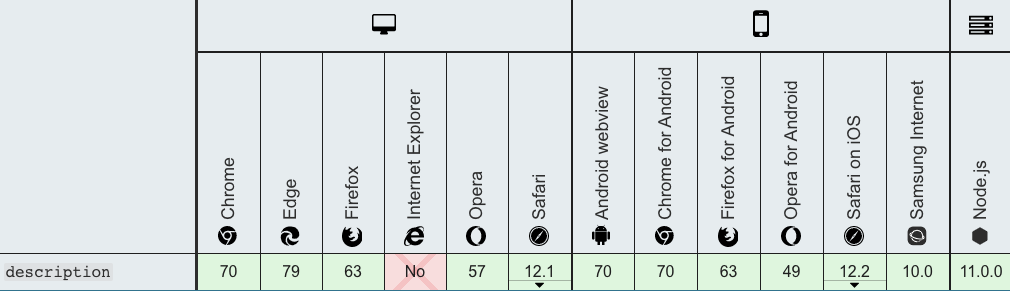 Chrome
Edge
Firefox
Internet Explorer
Opera
Safari
Android webview
Chrome for Android
Firefox for Android
Opera for Android
Safari on iOS
Samsung Internet
Node.js
description 70 79 63 No 57 12.1 70 70 63 49 12.2 10.0 11.0.0